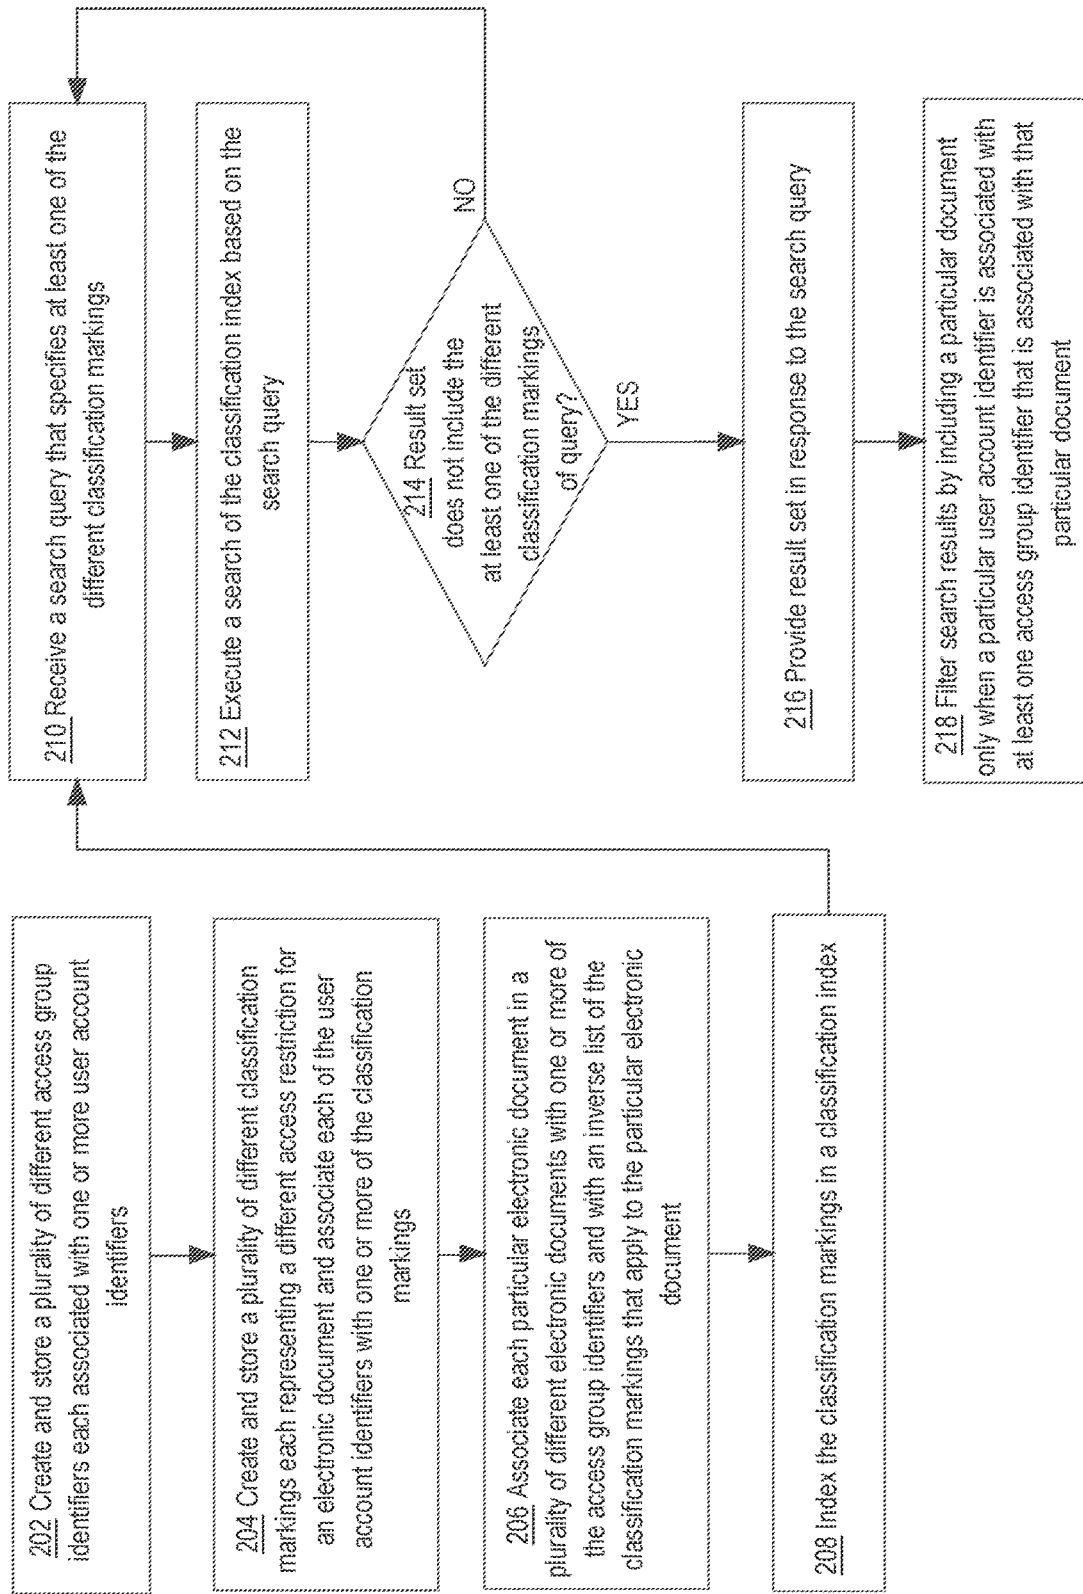 202 Create and store a plurality of different access group
identifiers each associated with one or more user account
identifiers
204 Create and store a plurality of different classification
markings each representing a different access restriction for
an electronic document and associate each of the user
account identifiers with one or more of the classification
markings
206 Associate each particular electronic document in a
plurality of different electronic documents with one or more of
the access group identifiers and with an inverse list of the
classification markings that apply to the particular electronic
document
208 Index the classification markings in a classification index
210 Receive a search query that specifies at least one of the
different classification markings
212 Execute a search of the classification index based on the
search query
214 Result set
does not include the
at least one of the different
classification markings
of query?
NO
YES
216 Provide result set in response to the search query
218 Filter search results by including a particular document
only when a particular user account identifier is associated with
at least one access group identifier that is associated with that
particular document